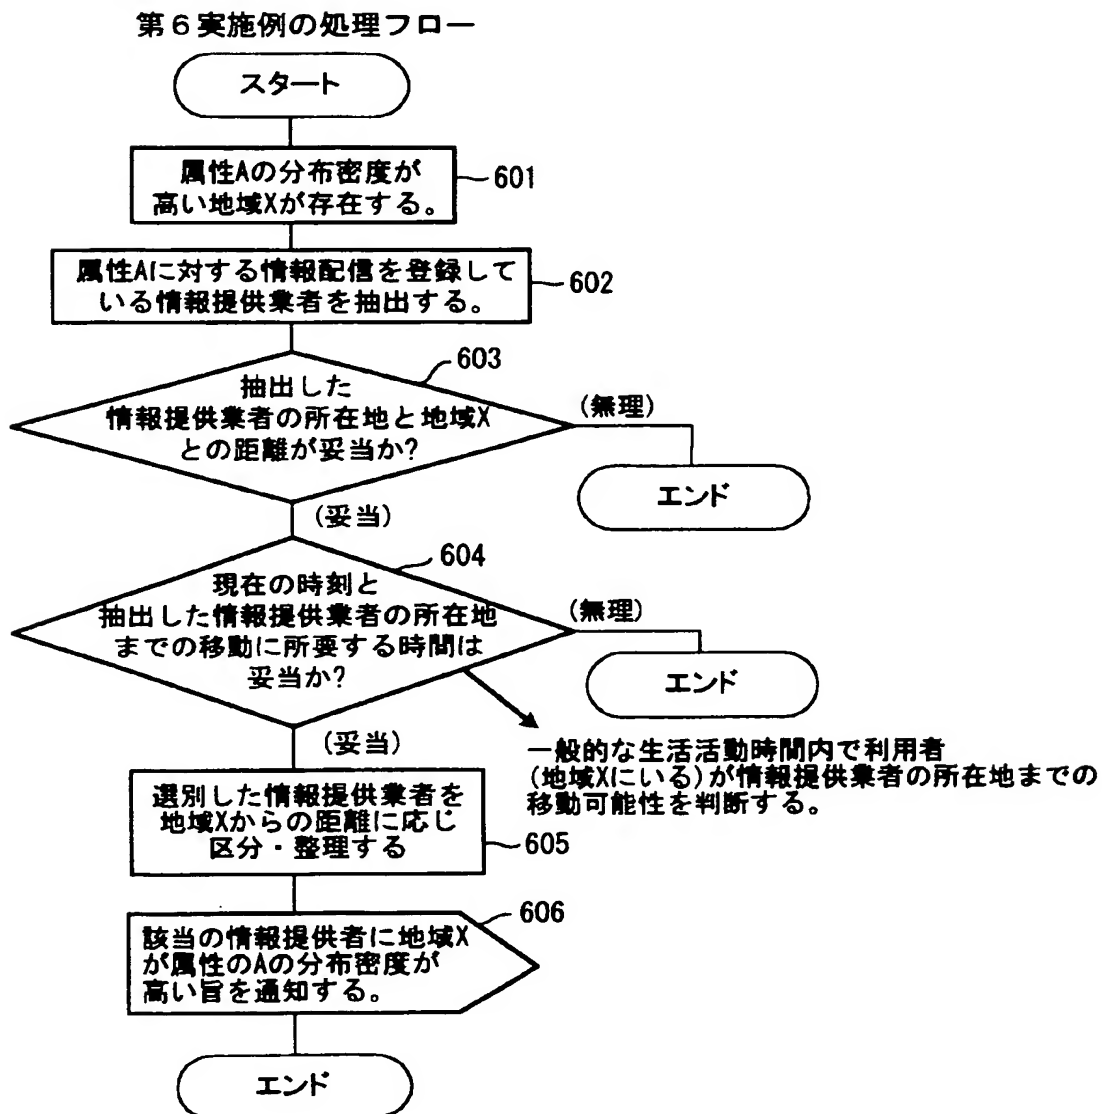 第6実施例の処理フロー
スタート
属性Aの分布密度が
高い地域Xが存在する。
601
属性Aに対する情報配信を登録して
いる情報提供業者を抽出する。
602
603
抽出した
情報提供業者の所在地と地域X
との距離が妥当か?
(無理)
エンド
(妥当)
604
現在の時刻と
抽出した情報提供業者の所在地
までの移動に所要する時間は
妥当か?
(無理)
エンド
(妥当)
一般的な生活活動時間内で利用者
(地域Xにいる)が情報提供業者の所在地までの
移動可能性を判断する。
選別した情報提供業者を
地域Xからの距離に応じ
区分・整理する
605
606
該当の情報提供者に地域X
が属性のAの分布密度が
高い旨を通知する。
エンド